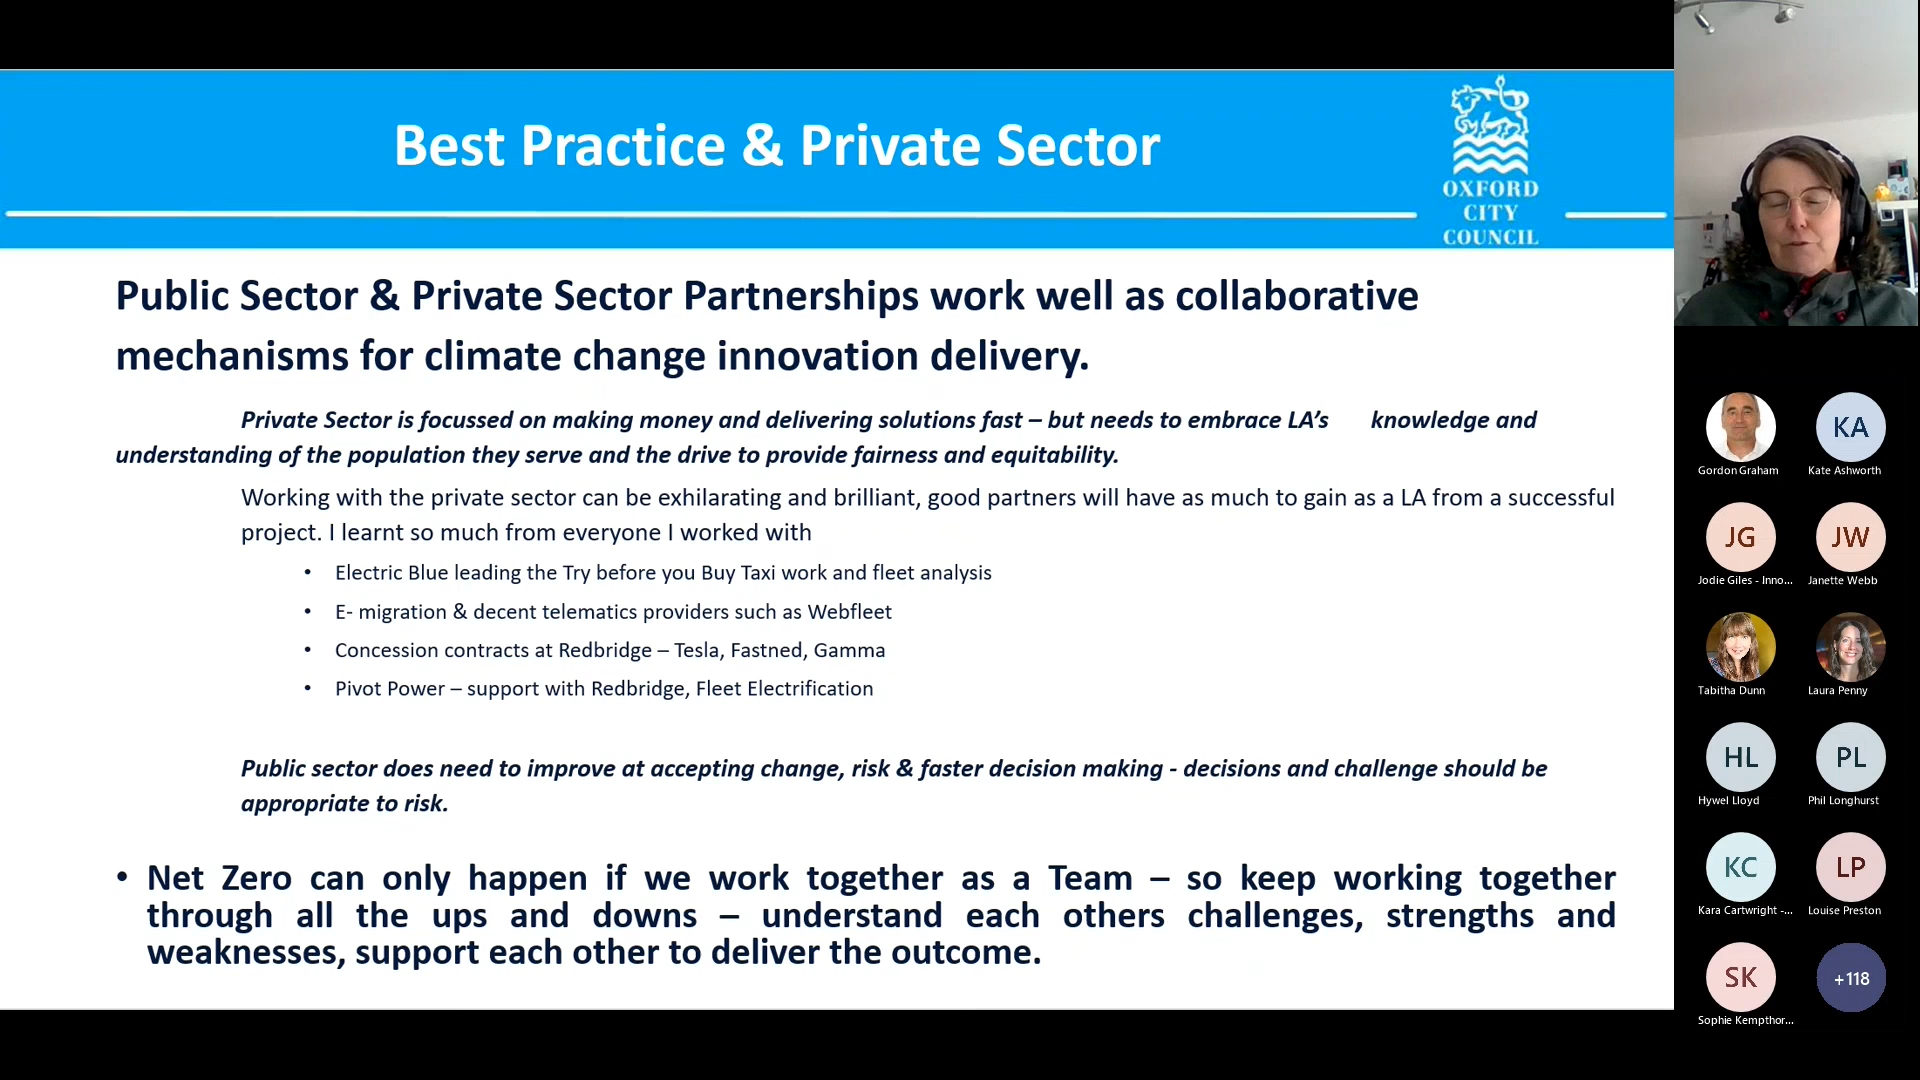 Best Practice & Private Sector
OXFORD
CITY
COUNCIL
Public Sector & Private Sector Partnerships work well as collaborative
mechanisms for climate change innovation delivery.
Private Sector is focussed on making money and delivering solutions fast – but needs to embrace LA’s knowledge and
understanding of the population they serve and the drive to provide fairness and equitability.
Working with the private sector can be exhilarating and brilliant, good partners will have as much to gain as a LA from a successful
project. I learnt so much from everyone I worked with
• Electric Blue leading the Try before you Buy Taxi work and fleet analysis
• E- migration & decent telematics providers such as Webfleet
• Concession contracts at Redbridge – Tesla, Fastned, Gamma
• Pivot Power – support with Redbridge, Fleet Electrification
Public sector does need to improve at accepting change, risk & faster decision making - decisions and challenge should be
appropriate to risk.
• Net Zero can only happen if we work together as a Team – so keep working together
through all the ups and downs – understand each others challenges, strengths and
weaknesses, support each other to deliver the outcome.
Gordon Graham
KA
Kate Ashworth
JG
Jodie Giles - Inno...
JW
Janette Webb
Tabitha Dunn
Laura Penny
HL
Hywel Lloyd
PL
Phil Longhurst
KC
Kara Cartwright -...
LP
Louise Preston
SK
Sophie Kempthor...
+118